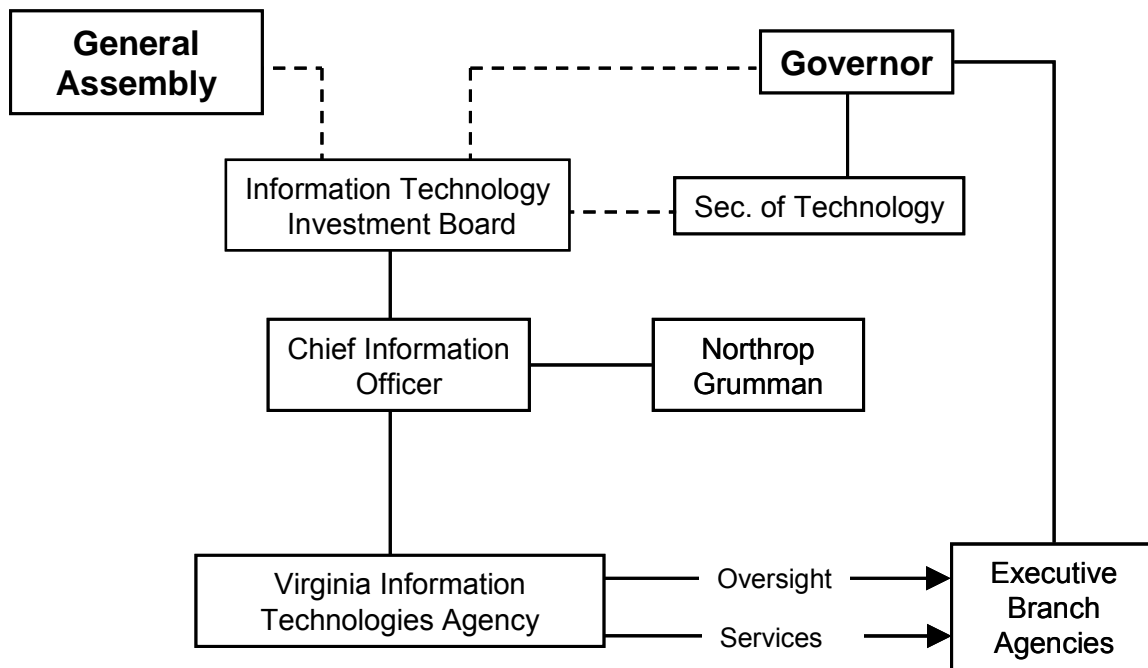 General
Assembly
Governor
Information Technology
Investment Board
Sec. of Technology
Chief Information
Officer
Northrop
Grumman
Virginia Information
Technologies Agency
Oversight
Services
Executive
Branch
Agencies